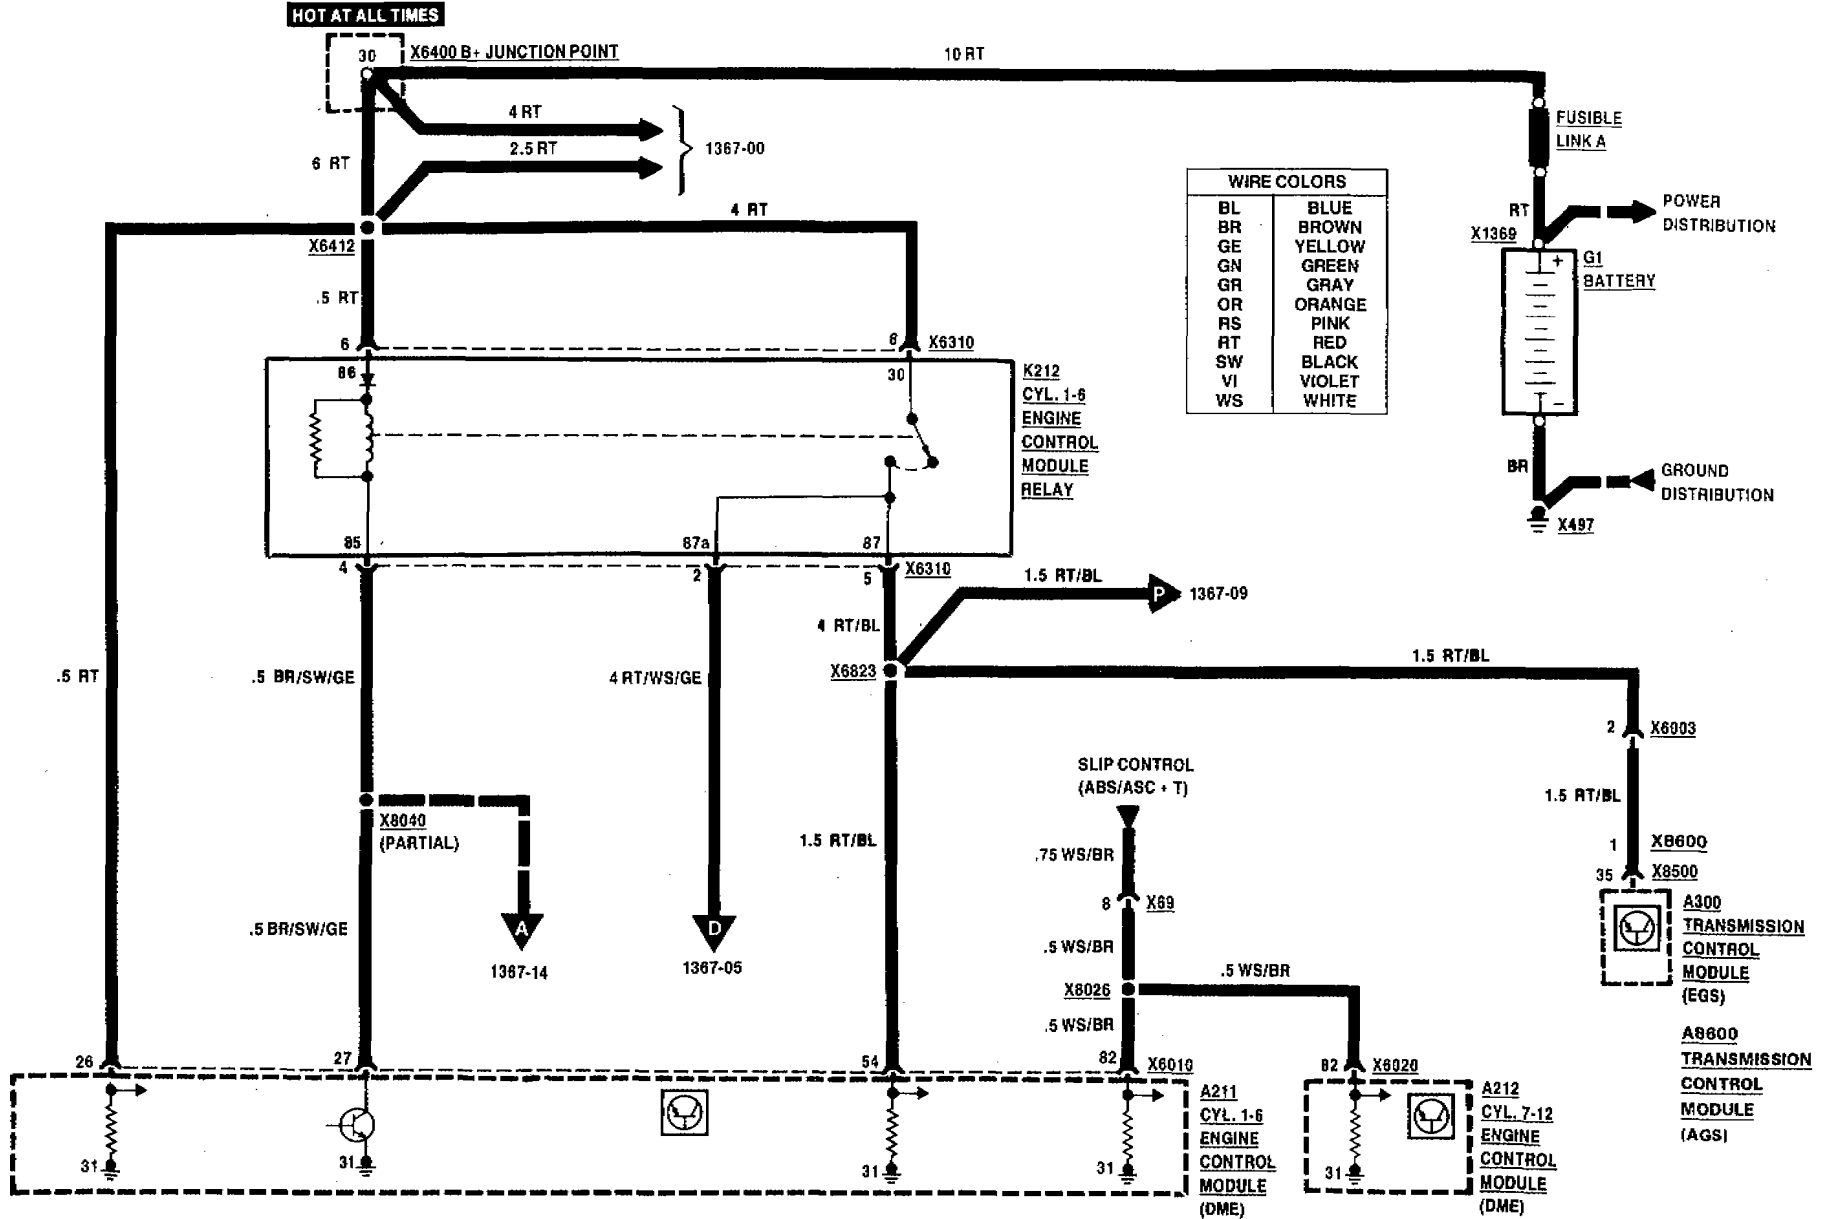 HOT AT ALL TIMES
30
X6400 B+ JUNCTION POINT
10 RT
4 RT
2.5 RT
1367-00
6 RT
FUSIBLE
LINK A
WIRE COLORS
BL BLUE
BR BROWN
GE YELLOW
GN GREEN
GR GRAY
OR ORANGE
RS PINK
RT RED
SW BLACK
VI VIOLET
WS WHITE
RT
POWER
DISTRIBUTION
X1369
+
G1
BATTERY
–
BR
GROUND
DISTRIBUTION
X497
4 RT
X6412
.5 RT
6
8
X6310
86
30
K212
CYL. 1-6
ENGINE
CONTROL
MODULE
RELAY
85
87a
87
4
2
5
X6310
1.5 RT/BL
P
1367-09
4 RT/BL
X6823
1.5 RT/BL
.5 RT
.5 BR/SW/GE
4 RT/WS/GE
2
X6003
SLIP CONTROL
(ABS/ASC + T)
1.5 RT/BL
X8040
(PARTIAL)
1.5 RT/BL
.75 WS/BR
1
X8600
35
X8500
8
X69
A300
TRANSMISSION
CONTROL
MODULE
(EGS)
.5 BR/SW/GE
A
1367-14
D
1367-05
.5 WS/BR
X8026
.5 WS/BR
.5 WS/BR
A8600
TRANSMISSION
CONTROL
MODULE
(AGS)
26
27
54
82
X6010
82
X6020
31
31
31
31
31
A211
CYL. 1-6
ENGINE
CONTROL
MODULE
(DME)
A212
CYL. 7-12
ENGINE
CONTROL
MODULE
(DME)